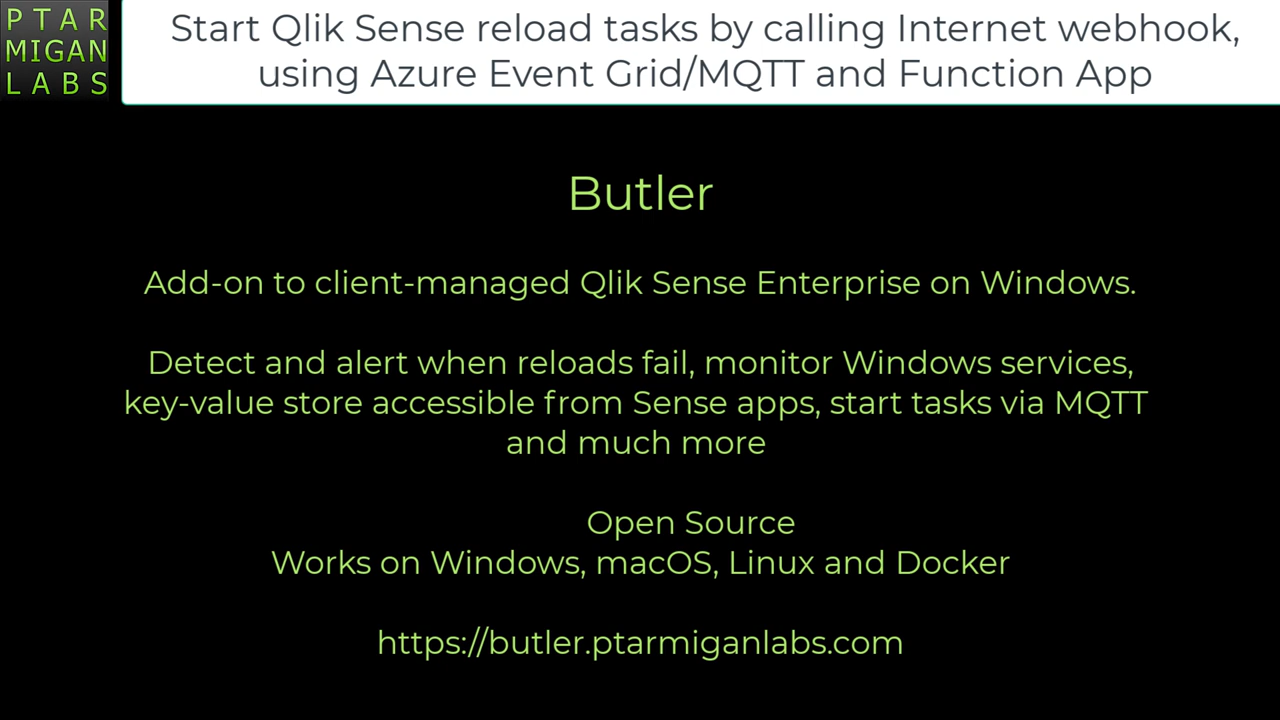 PTAR
MIGAN
LABS
Start Qlik Sense reload tasks by calling Internet webhook,
using Azure Event Grid/MQTT and Function App
Butler
Add-on to client-managed Qlik Sense Enterprise on Windows.
Detect and alert when reloads fail, monitor Windows services,
key-value store accessible from Sense apps, start tasks via MQTT
and much more
Open Source
Works on Windows, macOS, Linux and Docker
https://butler.ptarmiganlabs.com